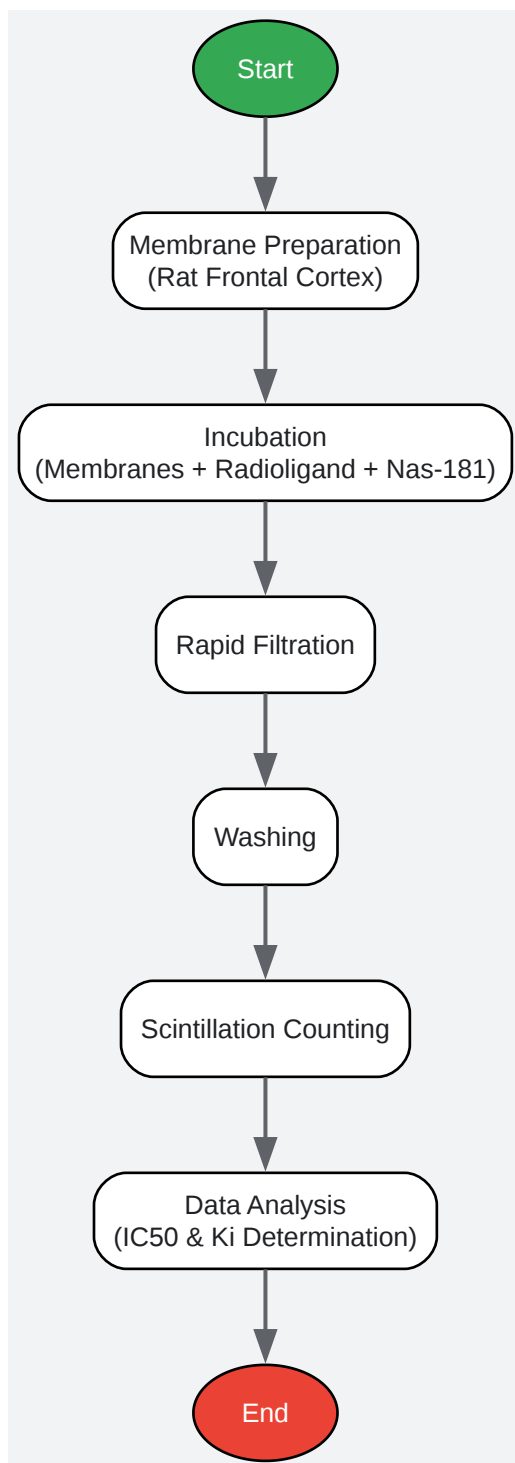 Start
Membrane Preparation
(Rat Frontal Cortex)
Incubation
(Membranes + Radioligand + Nas-181)
Rapid Filtration
Washing
Scintillation Counting
Data Analysis
(IC50 & Ki Determination)
End